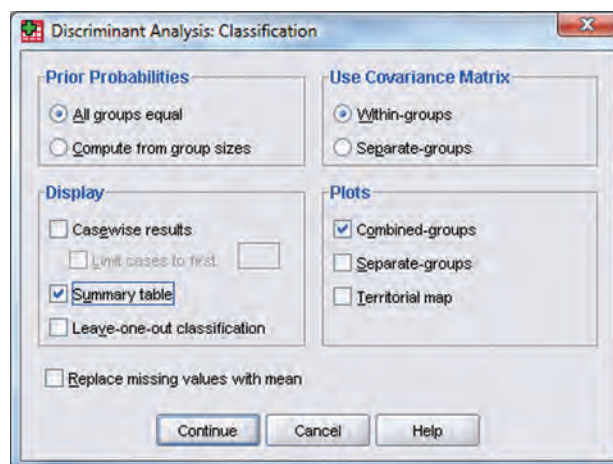 Discriminant Analysis: Classification
Prior Probabilities
All groups equal
Compute from group sizes
Use Covariance Matrix
Within-groups
Separate-groups
Display
Casewise results
Limit cases to first
Summary table
Leave-one-out classification
Plots
Combined-groups
Separate-groups
Territorial map
Replace missing values with mean
Continue
Cancel
Help